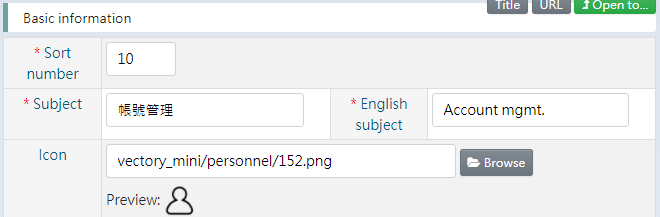 Title URL Open to...
Basic information
* Sort number 10
* Subject 帳號管理 * English subject Account mgmt.
Icon vectory_mini/personnel/152.png Browse
Preview: